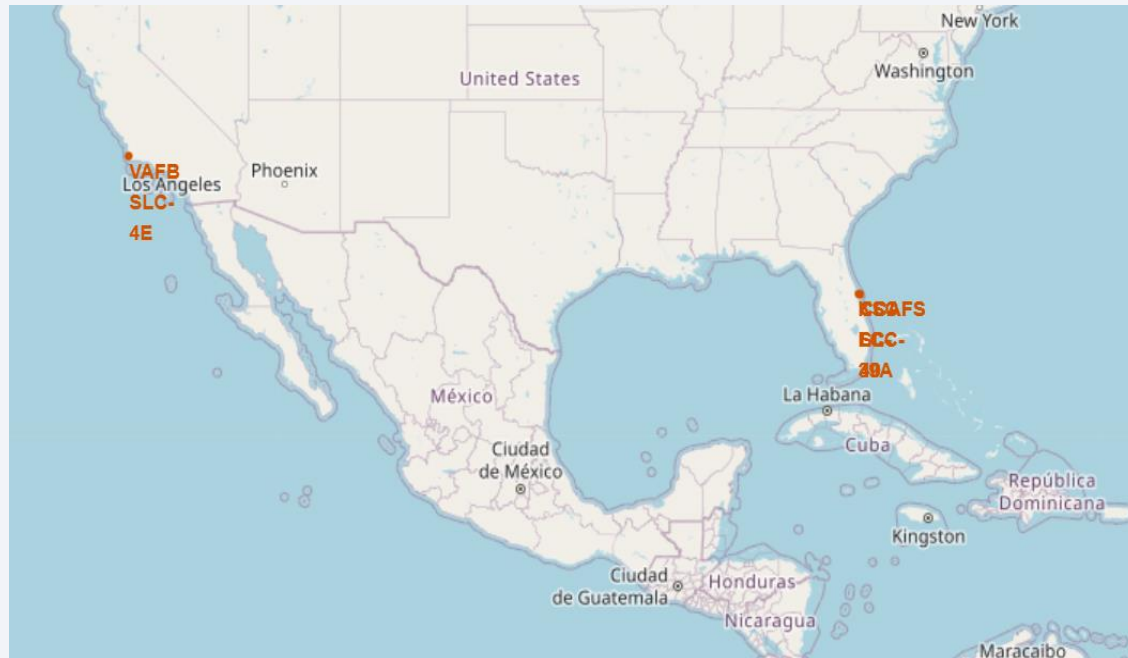 New York
Washington
United States
VAFB
Los Angeles
SLC-
4E
Phoenix
La Habana
México
Ciudad
de México
Cuba
República
Dominicana
Kingston
Ciudad
de Guatemala
Honduras
Nicaragua
Maracaibo